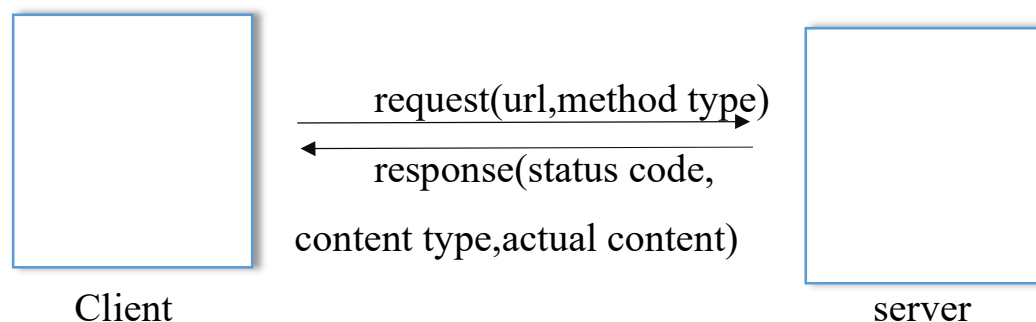 request(url,method type)
response(status code,
content type,actual content)
Client
server